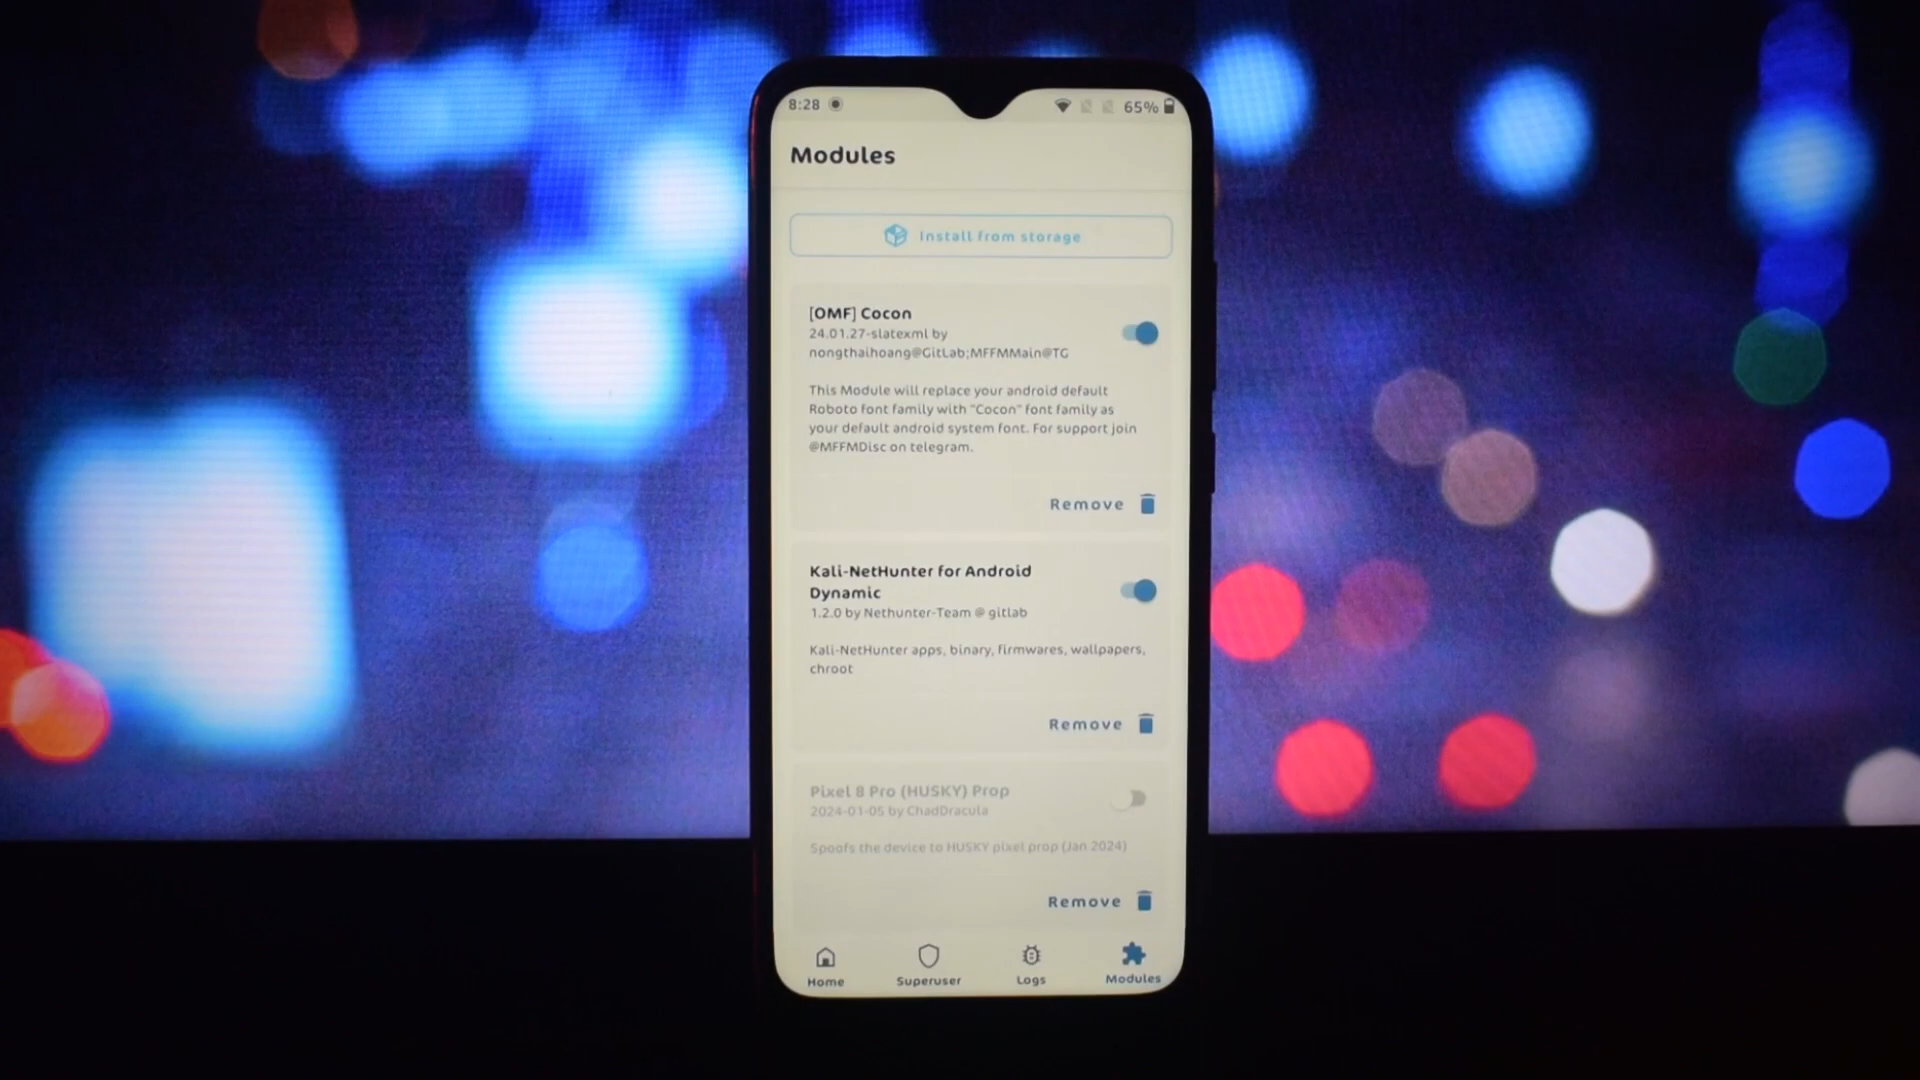 8:28 65%
Modules
Install from storage
[OMF] Cocon
24.01.27-slatexml by
nongthaihoang@GitLab;MFFMMain@TG
This Module will replace your android default
Roboto font family with "Cocon" font family as
your default android system font. For support join
@MFFMDisc on telegram.
Remove
Kali-NetHunter for Android
Dynamic
1.2.0 by Nethunter-Team @ gitlab
Kali-NetHunter apps, binary, firmwares, wallpapers,
chroot
Remove
Pixel 8 Pro (HUSKY) Prop
2024-01-05 by ChadDracula
Spoofs the device to HUSKY pixel prop (Jan 2024)
Remove
Home Superuser Logs Modules